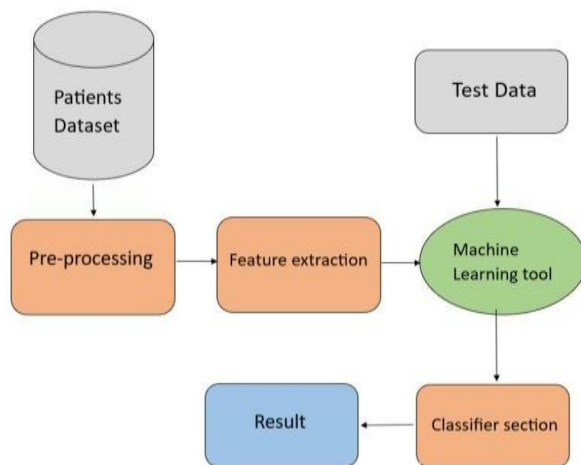 Patients
Dataset
Test Data
Pre-processing
Feature extraction
Machine
Learning tool
Result
Classifier section